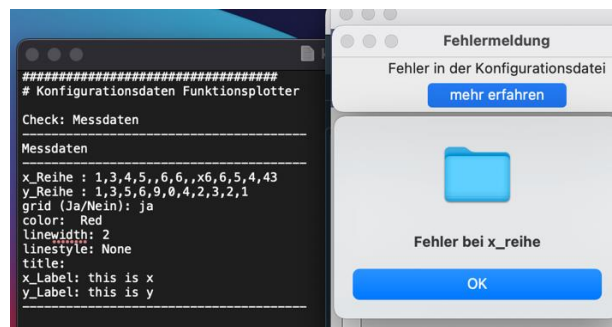 ###################################
# Konfigurationsdaten Funktionsplotter
Check: Messdaten
Messdaten
x_Reihe : 1,3,4,5,,6,6,,x6,6,5,4,43
y_Reihe : 1,3,5,6,9,0,4,2,3,2,1
grid (Ja/Nein): ja
color:  Red
linewidth: 2
linestyle: None
title:
x_Label: this is x
y_Label: this is y
Fehlermeldung
Fehler in der Konfigurationsdatei
mehr erfahren
Fehler bei x_reihe
OK